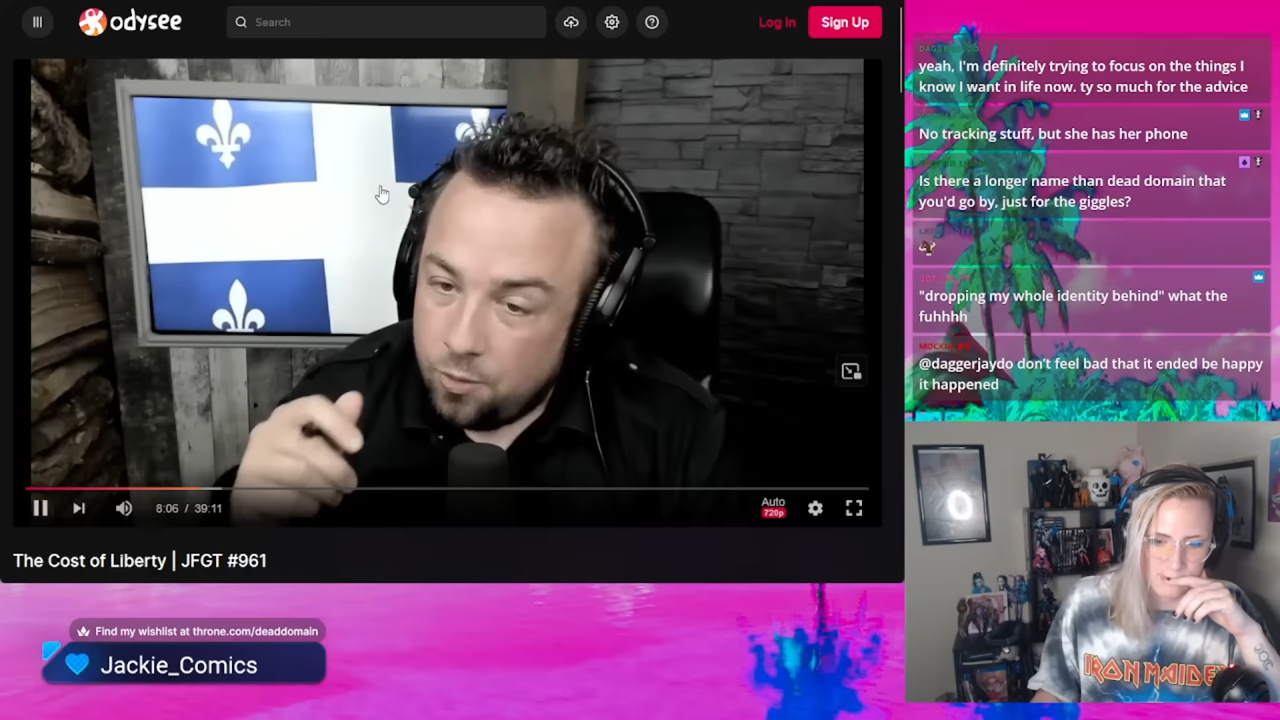 odysee
Search
Log In
Sign Up
8:06 / 39:11
Auto
720p
The Cost of Liberty | JFGT #961
Find my wishlist at throne.com/deaddomain
Jackie_Comics
yeah, I'm definitely trying to focus on the things I
know I want in life now. ty so much for the advice
No tracking stuff, but she has her phone
Is there a longer name than dead domain that
you'd go by, just for the giggles?
"dropping my whole identity behind" what the
fuhhhh
@daggerjaydo don't feel bad that it ended be happy
it happened
IRON MAIDEN